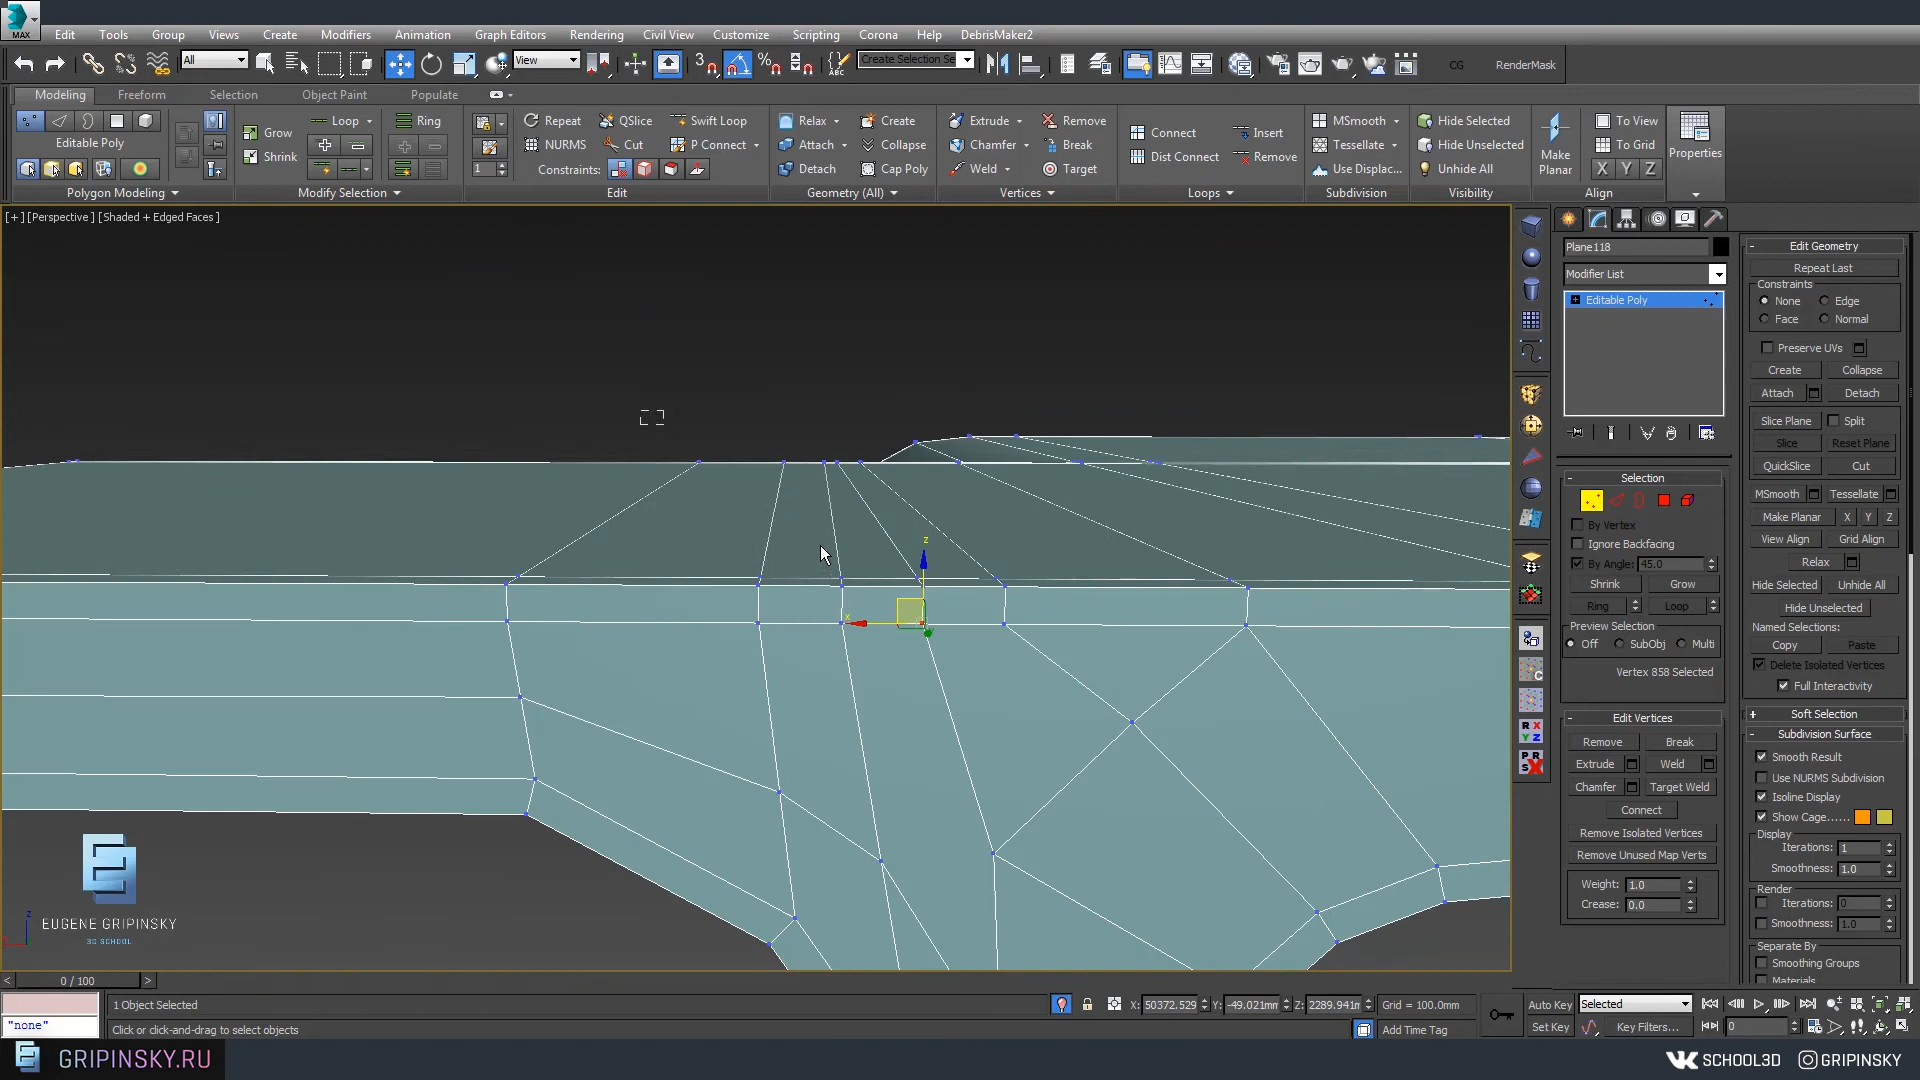 MAX
Edit Tools Group Views Create Modifiers Animation Graph Editors Rendering Civil View Customize Scripting Corona Help DebrisMaker2
All View Create Selection Se CG RenderMask
Modeling Freeform Selection Object Paint Populate
Grow Loop Ring Repeat QSlice Swift Loop Relax Create Extrude Remove MSmooth Hide Selected To View
Editable Poly Shrink NURMS Cut P Connect Attach Collapse Chamfer Break Connect Insert Tessellate Hide Unselected To Grid Make Planar Properties
1 Constraints: Detach Cap Poly Weld Target Dist Connect Remove Use Displac... Unhide All X Y Z
Polygon Modeling Modify Selection Edit Geometry (All) Vertices Loops Subdivision Visibility Align
[+] [Perspective ] [Shaded + Edged Faces ]
Plane118
Modifier List
Editable Poly
Edit Geometry
Repeat Last
Constraints
None Edge
Face Normal
Preserve UVs
Create Collapse
Attach Detach
Slice Plane Split
Slice Reset Plane
QuickSlice Cut
MSmooth Tessellate
Make Planar X Y Z
View Align Grid Align
Relax
Hide Selected Unhide All
Hide Unselected
Named Selections:
Copy Paste
Delete Isolated Vertices
Full Interactivity
Soft Selection
Subdivision Surface
Smooth Result
Use NURMS Subdivision
Isoline Display
Show Cage......
Display
Iterations: 1
Smoothness: 1.0
Render
Iterations: 0
Smoothness: 1.0
Separate By
Smoothing Groups
Materials
Selection
By Vertex
Ignore Backfacing
By Angle: 45.0
Shrink Grow
Ring Loop
Preview Selection
Off SubObj Multi
Vertex 858 Selected
Edit Vertices
Remove Break
Extrude Weld
Chamfer Target Weld
Connect
Remove Isolated Vertices
Remove Unused Map Verts
Weight: 1.0
Crease: 0.0
z
x
EUGENE GRIPINSKY
3D SCHOOL
0 / 100
1 Object Selected X: 50372.529 Y: -49.021mm Z: 2289.941m Grid = 100.0mm Auto Key Selected
"none" Click or click-and-drag to select objects Add Time Tag Set Key Key Filters... 0
GRIPINSKY.RU SCHOOL3D GRIPINSKY